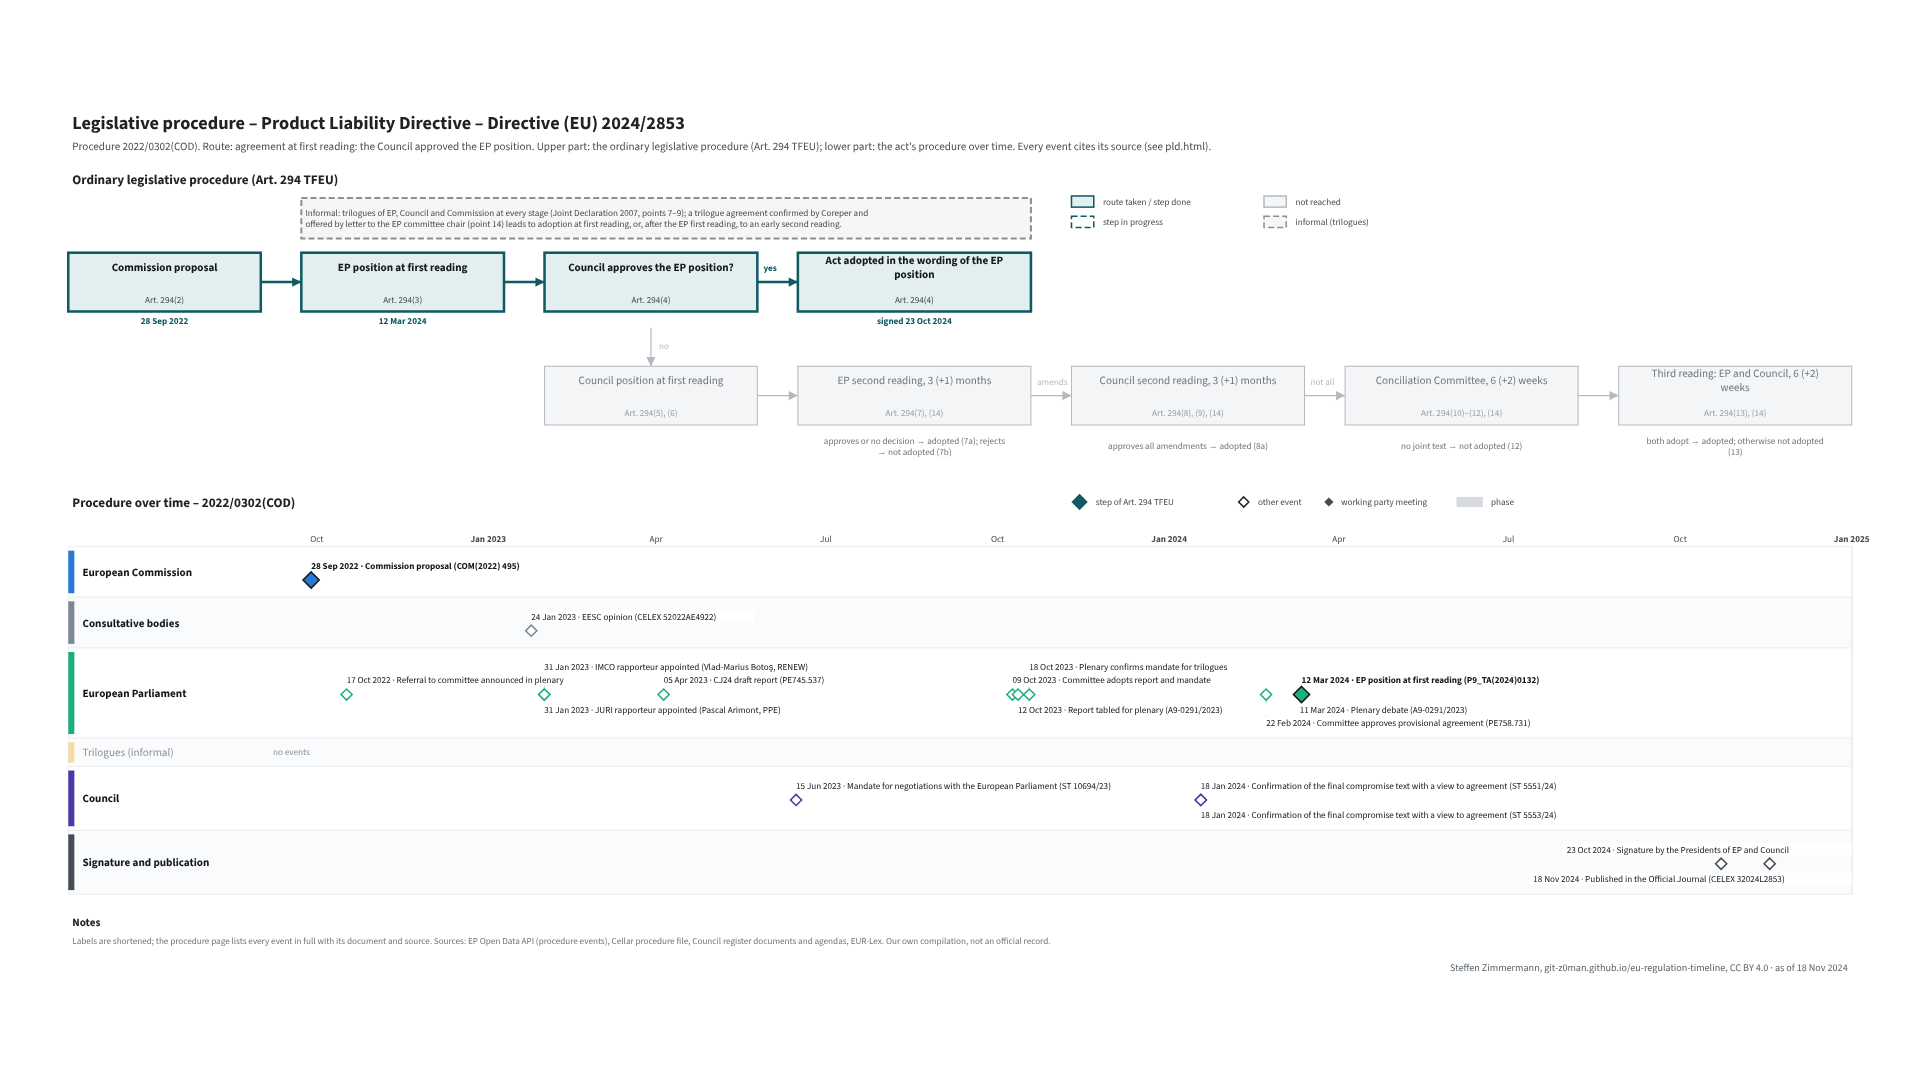 Legislative procedure – Product Liability Directive – Directive (EU) 2024/2853
Procedure 2022/0302(COD). Route: agreement at first reading: the Council approved the EP position. Upper part: the ordinary legislative procedure (Art. 294 TFEU); lower part: the act's procedure over time. Every event cites its source (see pld.html).
Ordinary legislative procedure (Art. 294 TFEU)
Informal: trilogues of EP, Council and Commission at every stage (Joint Declaration 2007, points 7–9); a trilogue agreement confirmed by Coreper and
offered by letter to the EP committee chair (point 14) leads to adoption at first reading, or, after the EP first reading, to an early second reading.
route taken / step done
not reached
step in progress
informal (trilogues)
Commission proposal
Art. 294(2)
28 Sep 2022
EP position at first reading
Art. 294(3)
12 Mar 2024
Council approves the EP position?
Art. 294(4)
yes
Act adopted in the wording of the EP
position
Art. 294(4)
signed 23 Oct 2024
no
Council position at first reading
Art. 294(5), (6)
EP second reading, 3 (+1) months
Art. 294(7), (14)
approves or no decision → adopted (7a); rejects
→ not adopted (7b)
amends
Council second reading, 3 (+1) months
Art. 294(8), (9), (14)
approves all amendments → adopted (8a)
not all
Conciliation Committee, 6 (+2) weeks
Art. 294(10)–(12), (14)
no joint text → not adopted (12)
Third reading: EP and Council, 6 (+2)
weeks
Art. 294(13), (14)
both adopt → adopted; otherwise not adopted
(13)
Procedure over time – 2022/0302(COD)
step of Art. 294 TFEU
other event
working party meeting
phase
Oct
Jan 2023
Apr
Jul
Oct
Jan 2024
Apr
Jul
Oct
Jan 2025
European Commission
28 Sep 2022 · Commission proposal (COM(2022) 495)
Consultative bodies
24 Jan 2023 · EESC opinion (CELEX 52022AE4922)
European Parliament
31 Jan 2023 · IMCO rapporteur appointed (Vlad-Marius Botoş, RENEW)
18 Oct 2023 · Plenary confirms mandate for trilogues
17 Oct 2022 · Referral to committee announced in plenary
05 Apr 2023 · CJ24 draft report (PE745.537)
09 Oct 2023 · Committee adopts report and mandate
12 Mar 2024 · EP position at first reading (P9_TA(2024)0132)
31 Jan 2023 · JURI rapporteur appointed (Pascal Arimont, PPE)
12 Oct 2023 · Report tabled for plenary (A9-0291/2023)
11 Mar 2024 · Plenary debate (A9-0291/2023)
22 Feb 2024 · Committee approves provisional agreement (PE758.731)
Trilogues (informal)
no events
Council
15 Jun 2023 · Mandate for negotiations with the European Parliament (ST 10694/23)
18 Jan 2024 · Confirmation of the final compromise text with a view to agreement (ST 5551/24)
18 Jan 2024 · Confirmation of the final compromise text with a view to agreement (ST 5553/24)
Signature and publication
23 Oct 2024 · Signature by the Presidents of EP and Council
18 Nov 2024 · Published in the Official Journal (CELEX 32024L2853)
Notes
Labels are shortened; the procedure page lists every event in full with its document and source. Sources: EP Open Data API (procedure events), Cellar procedure file, Council register documents and agendas, EUR-Lex. Our own compilation, not an official record.
Steffen Zimmermann, git-z0man.github.io/eu-regulation-timeline, CC BY 4.0 · as of 18 Nov 2024